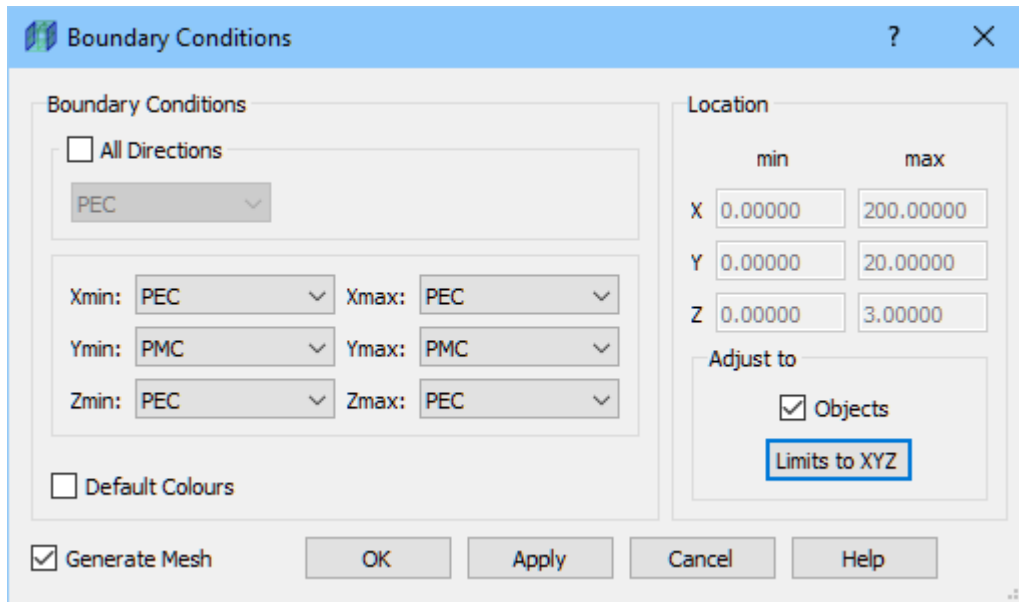 Boundary Conditions ?
Boundary Conditions
All Directions
PEC
Xmin: PEC Xmax: PEC
Ymin: PMC Ymax: PMC
Zmin: PEC Zmax: PEC
Default Colours
Location
min max
X 0.00000 200.00000
Y 0.00000 20.00000
Z 0.00000 3.00000
Adjust to
Objects
Limits to XYZ
Generate Mesh OK Apply Cancel Help